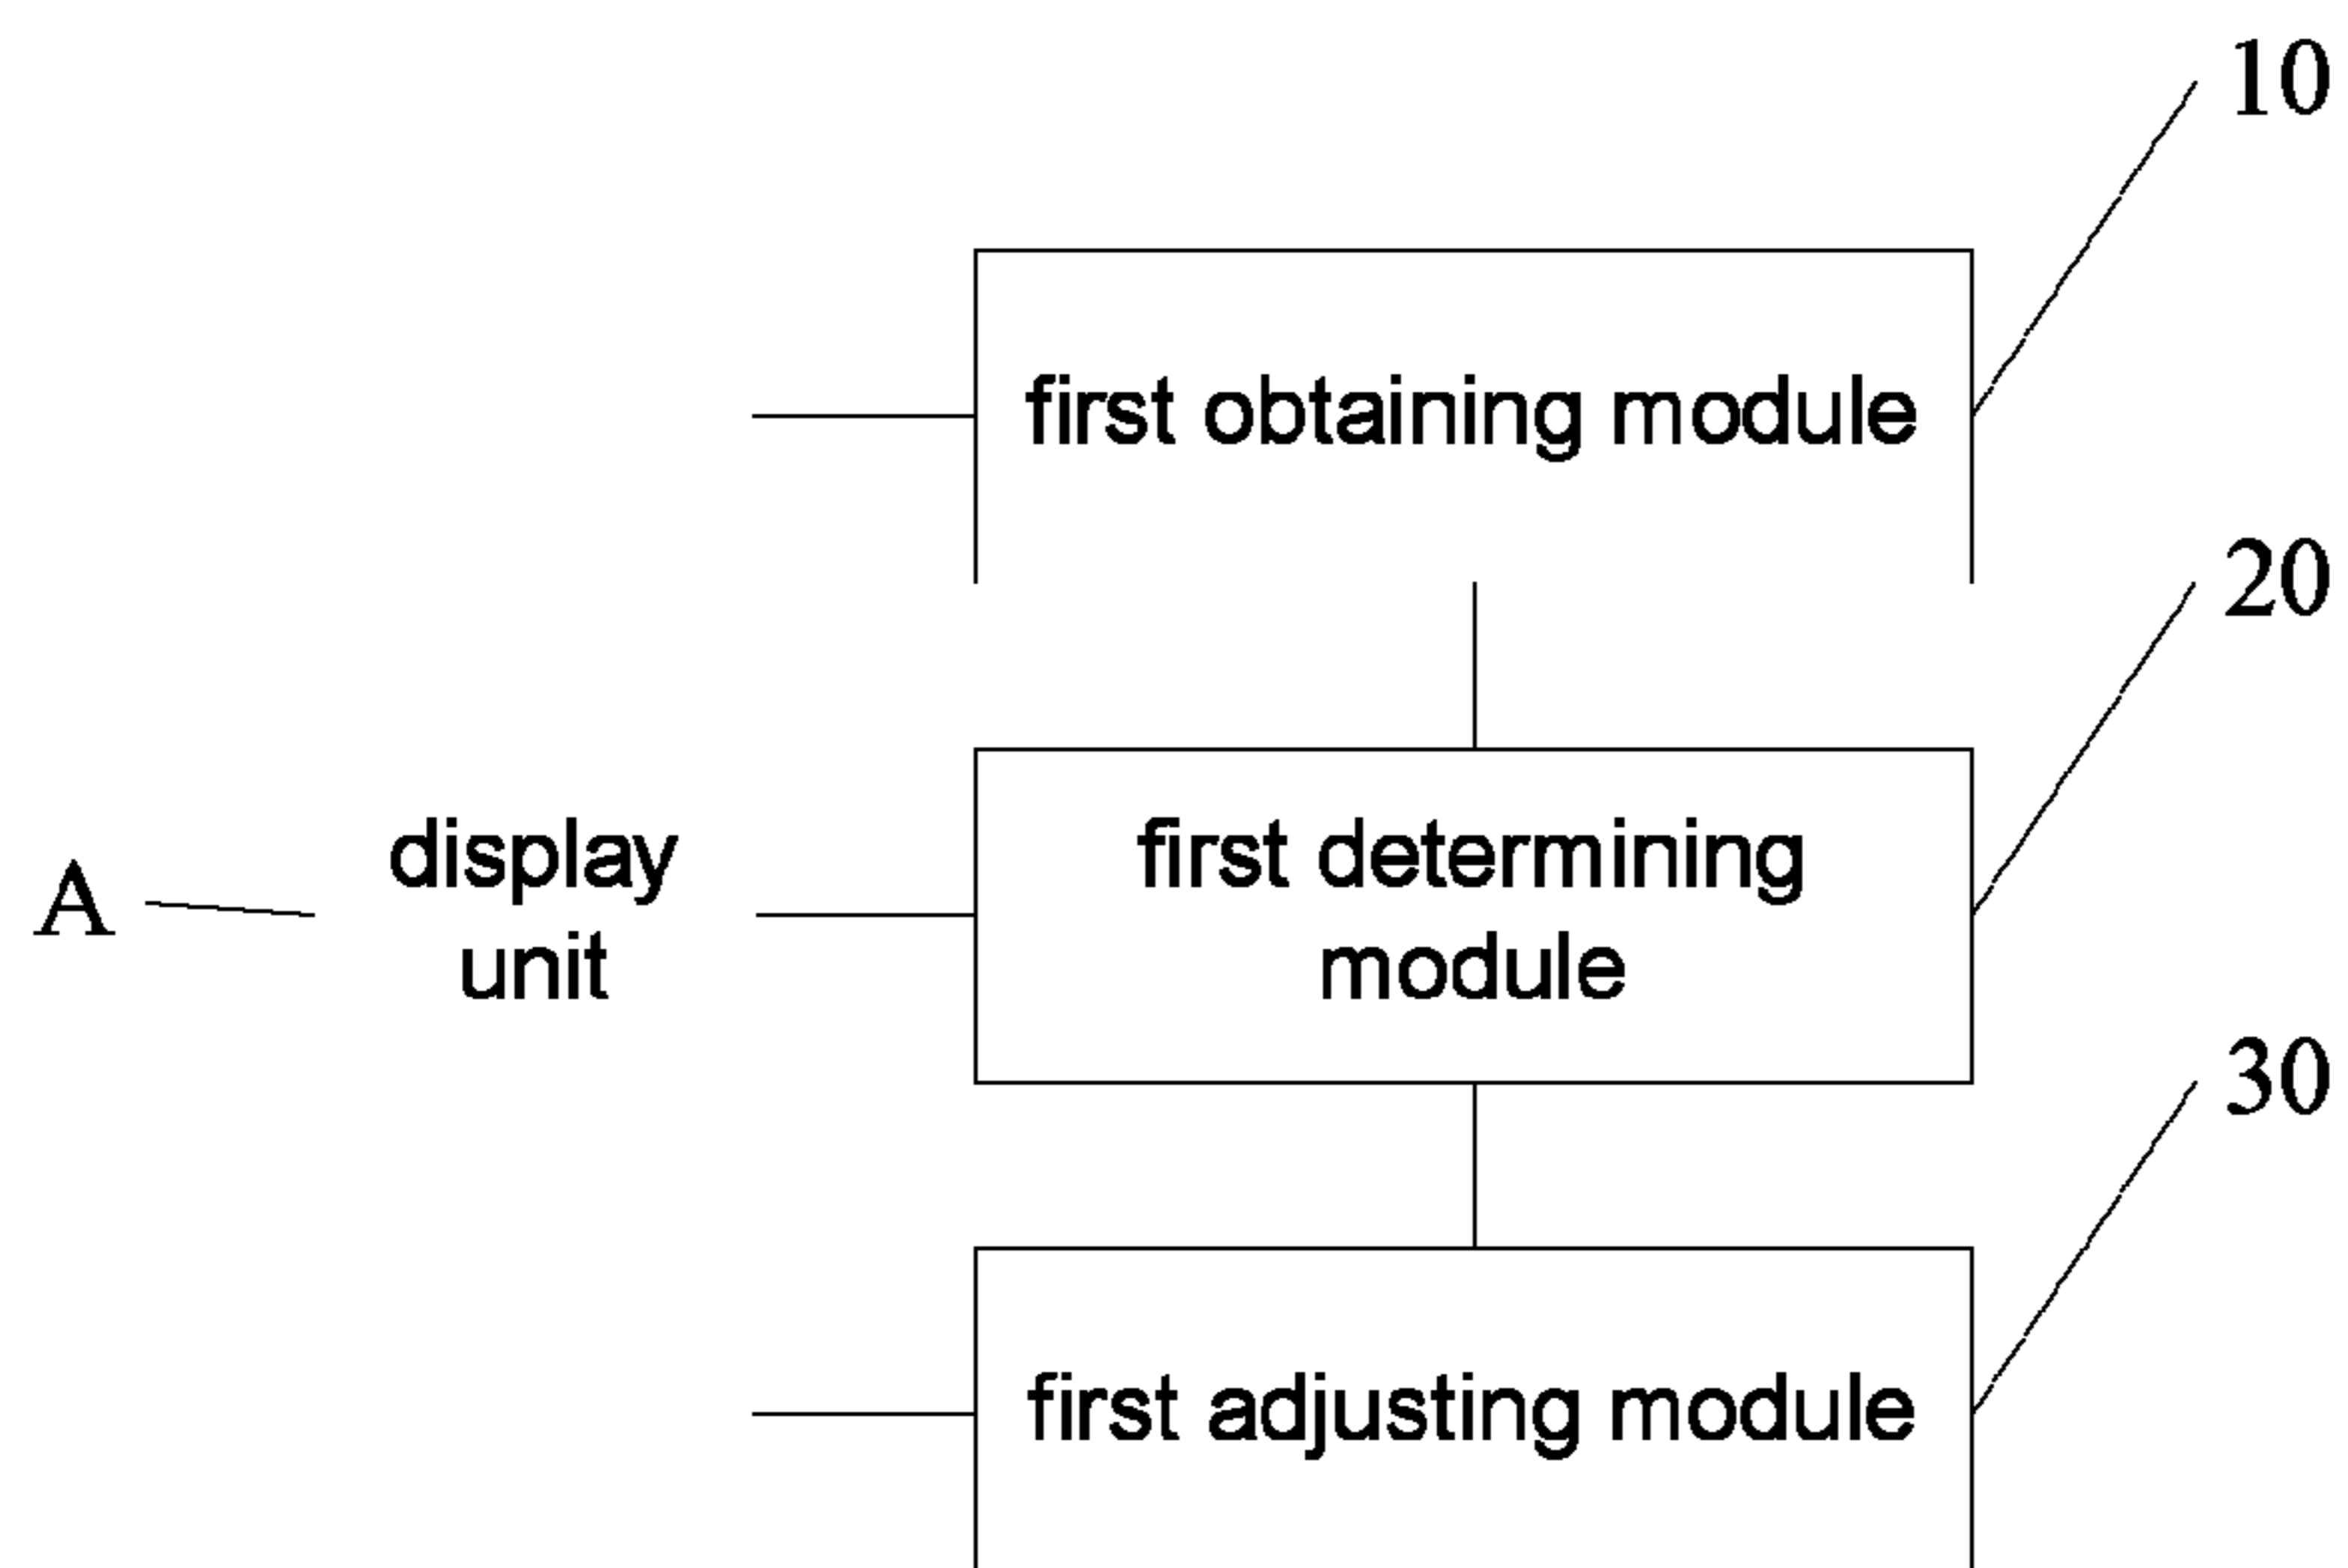 10
first obtaining module
20
A
display
unit
first determining
module
30
first adjusting module